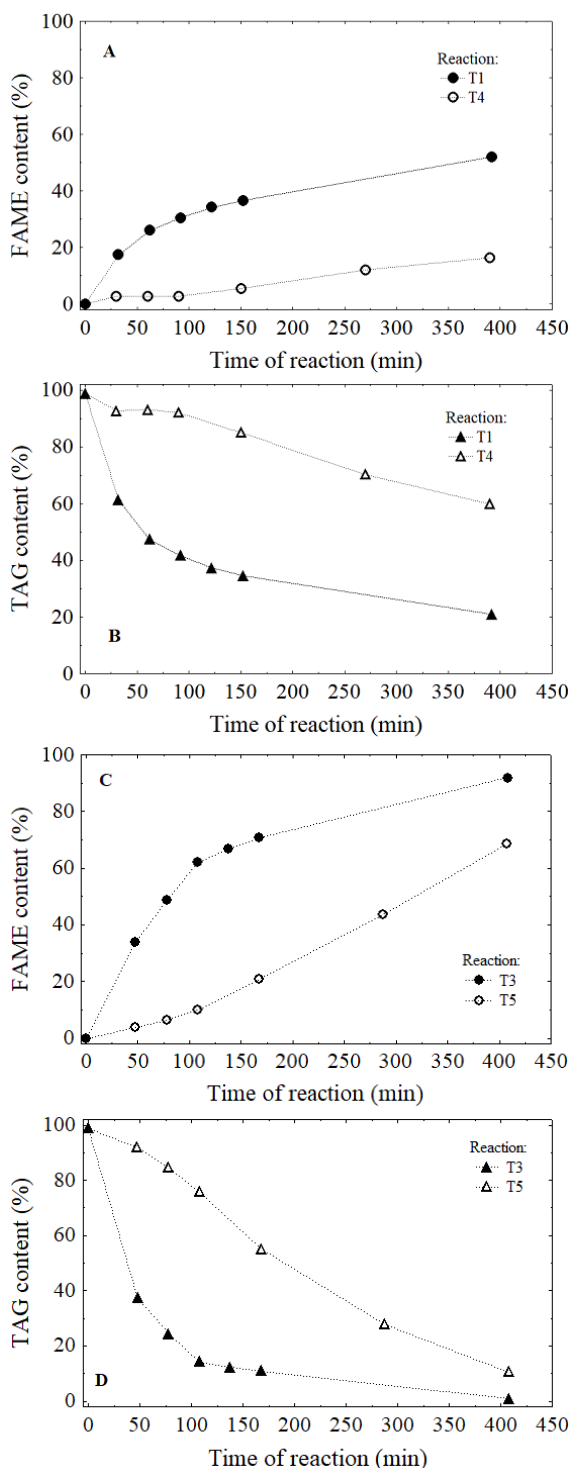 100
A
Reaction:
T1
T4
80
60
40
20
0
FAME content (%)
0 50 100 150 200 250 300 350 400 450
Time of reaction (min)
100
Reaction:
T1
T4
80
60
40
20
B
0
TAG content (%)
0 50 100 150 200 250 300 350 400 450
Time of reaction (min)
100
C
80
60
40
Reaction:
T3
T5
20
0
FAME content (%)
0 50 100 150 200 250 300 350 400 450
Time of reaction (min)
100
Reaction:
T3
T5
80
60
40
20
D
0
TAG content (%)
0 50 100 150 200 250 300 350 400 450
Time of reaction (min)